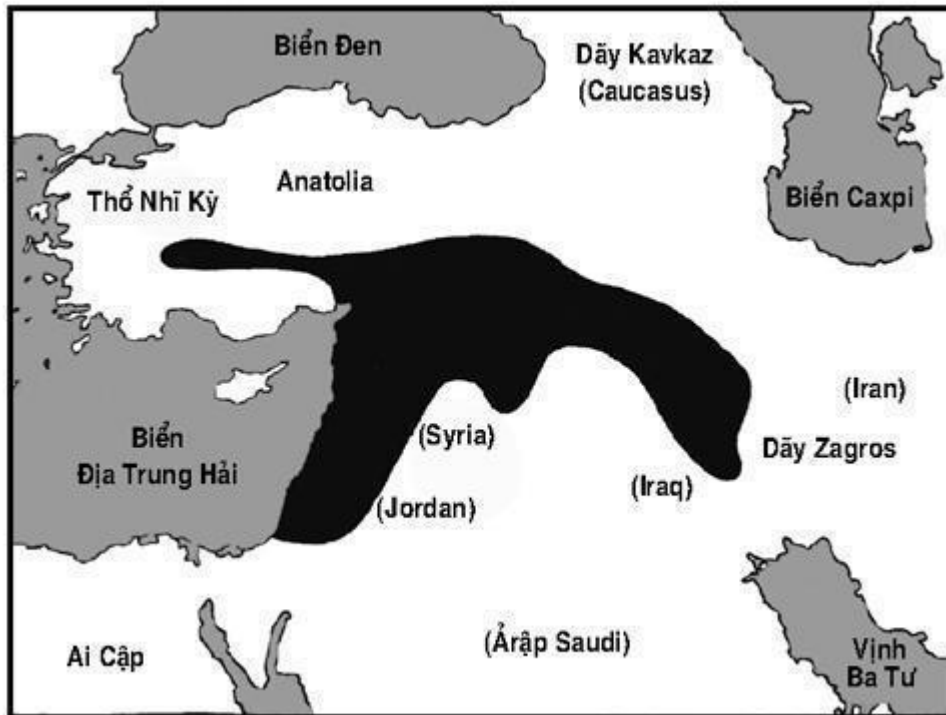 Biển Đen
Dãy Kavkaz
(Caucasus)
Anatolia
Thổ Nhĩ Kỳ
Biển Caxpi
(Iran)
Biển
Địa Trung Hải
(Syria)
Dãy Zagros
(Iraq)
(Jordan)
Ai Cập
(Ảrập Saudi)
Vịnh
Ba Tư